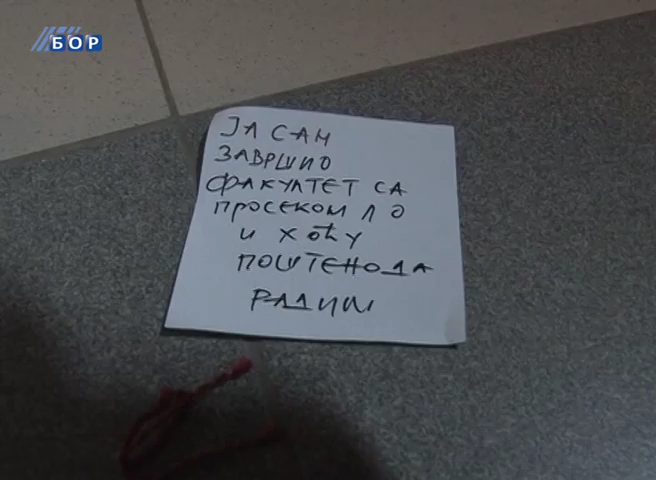 БОР
ЈА САМ
ЗАВРШИО
ФАКУЛТЕТ СА
ПРОСЕКОМ 10
И ХОЋУ
ПОШТЕНО ДА
РАДИМ